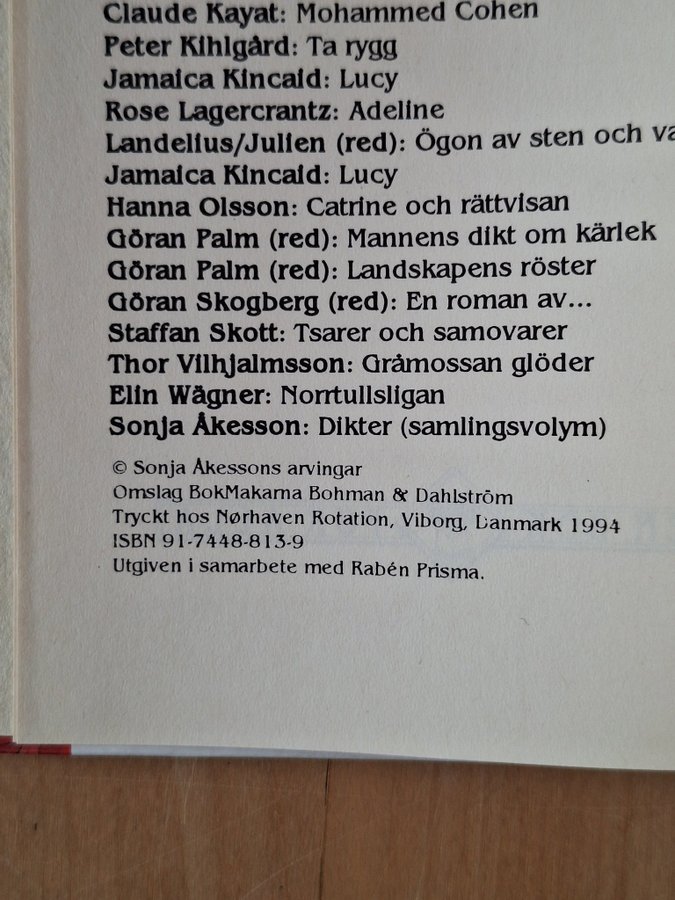 Claude Kayat: Mohammed Cohen
Peter Kihlgård: Ta rygg
Jamaica Kincaid: Lucy
Rose Lagercrantz: Adeline
Landelius/Julien (red): Ögon av sten och
Jamaica Kincaid: Lucy
Hanna Olsson: Catrine och rättvisan
Göran Palm (red): Mannens dikt om kärlek
Göran Palm (red): Landskapens röster
Göran Skogberg (red): En roman av...
Staffan Skott: Tsarer och samovarer
Thor Vilhjalmsson: Gråmossan glöder
Elin Wägner: Norrtullsligan
Sonja Åkesson: Dikter (samlingsvolym)
© Sonja Åkessons arvingar
Omslag BokMakarna Bohman & Dahlström
Tryckt hos Nørhaven Rotation, Viborg, Danmark 1994
ISBN 91-7448-813-9
Utgiven i samarbete med Rabén Prisma.